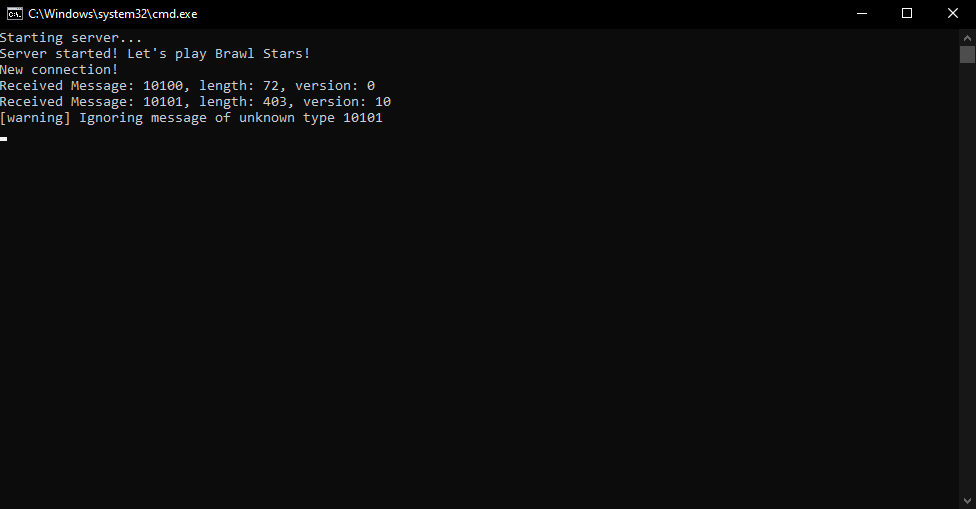 C:\Windows\system32\cmd.exe
Starting server...
Server started! Let's play Brawl Stars!
New connection!
Received Message: 10100, length: 72, version: 0
Received Message: 10101, length: 403, version: 10
[warning] Ignoring message of unknown type 10101